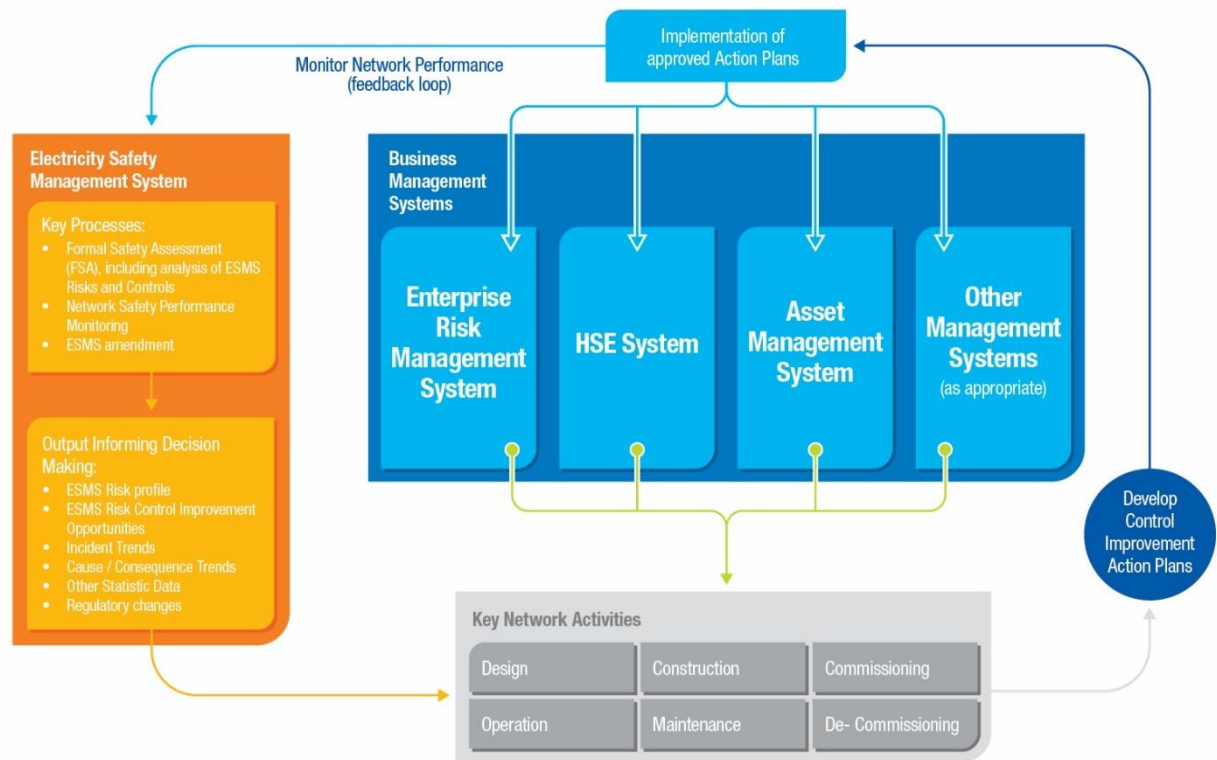 Implementation of
approved Action Plans
Monitor Network Performance
(feedback loop)
Electricity Safety
Management System
Key Processes:
• Formal Safety Assessment
(FSA), including analysis of ESMS
Risks and Controls
• Network Safety Performance
Monitoring
• ESMS amendment
Output Informing Decision
Making:
• ESMS Risk profile
• ESMS Risk Control Improvement
Opportunities
• Incident Trends
• Cause / Consequence Trends
• Other Statistic Data
• Regulatory changes
Business
Management
Systems
Enterprise
Risk
Management
System
HSE System
Asset
Management
System
Other
Management
Systems
(as appropriate)
Develop
Control
Improvement
Action Plans
Key Network Activities
Design
Construction
Commissioning
Operation
Maintenance
De- Commissioning